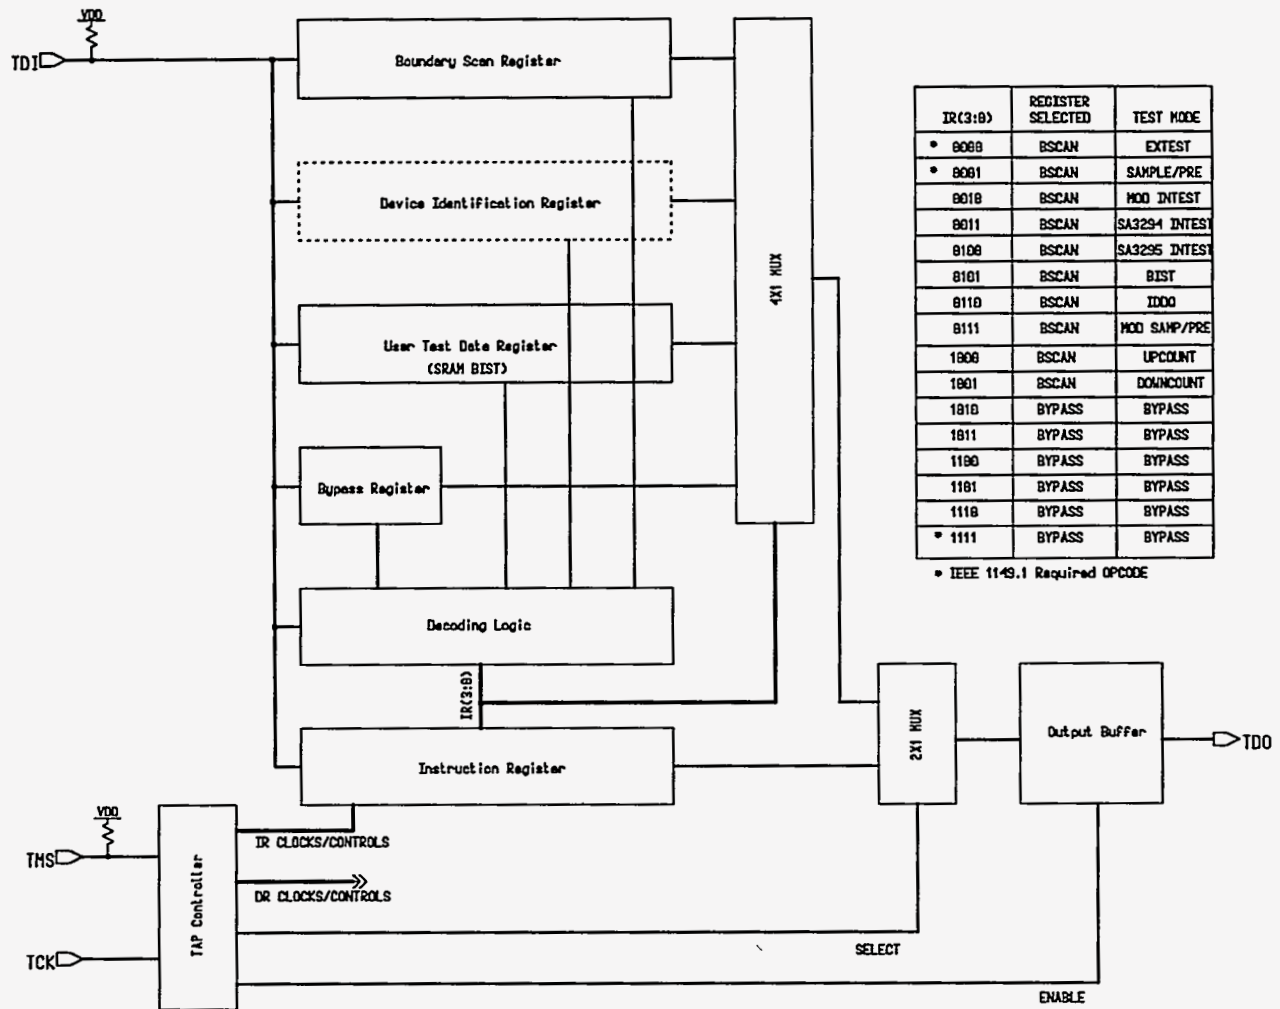 VDD
TDI
Boundary Scan Register
Device Identification Register
User Test Data Register
(SRAM BIST)
Bypass Register
Decoding Logic
IR(3:0)
Instruction Register
4X1 MUX
2X1 MUX
Output Buffer
TDO
VDD
TMS
TCK
TAP Controller
IR CLOCKS/CONTROLS
DR CLOCKS/CONTROLS
SELECT
ENABLE
IR(3:0) REGISTER SELECTED TEST MODE
* 0000 BSCAN EXTEST
* 0001 BSCAN SAMPLE/PRE
0010 BSCAN MOD INTEST
0011 BSCAN SA3294 INTEST
0100 BSCAN SA3295 INTEST
0101 BSCAN BIST
0110 BSCAN IDDQ
0111 BSCAN MOD SAMP/PRE
1000 BSCAN UPCOUNT
1001 BSCAN DOWNCOUNT
1010 BYPASS BYPASS
1011 BYPASS BYPASS
1100 BYPASS BYPASS
1101 BYPASS BYPASS
1110 BYPASS BYPASS
* 1111 BYPASS BYPASS
* IEEE 1149.1 Required OPCODE